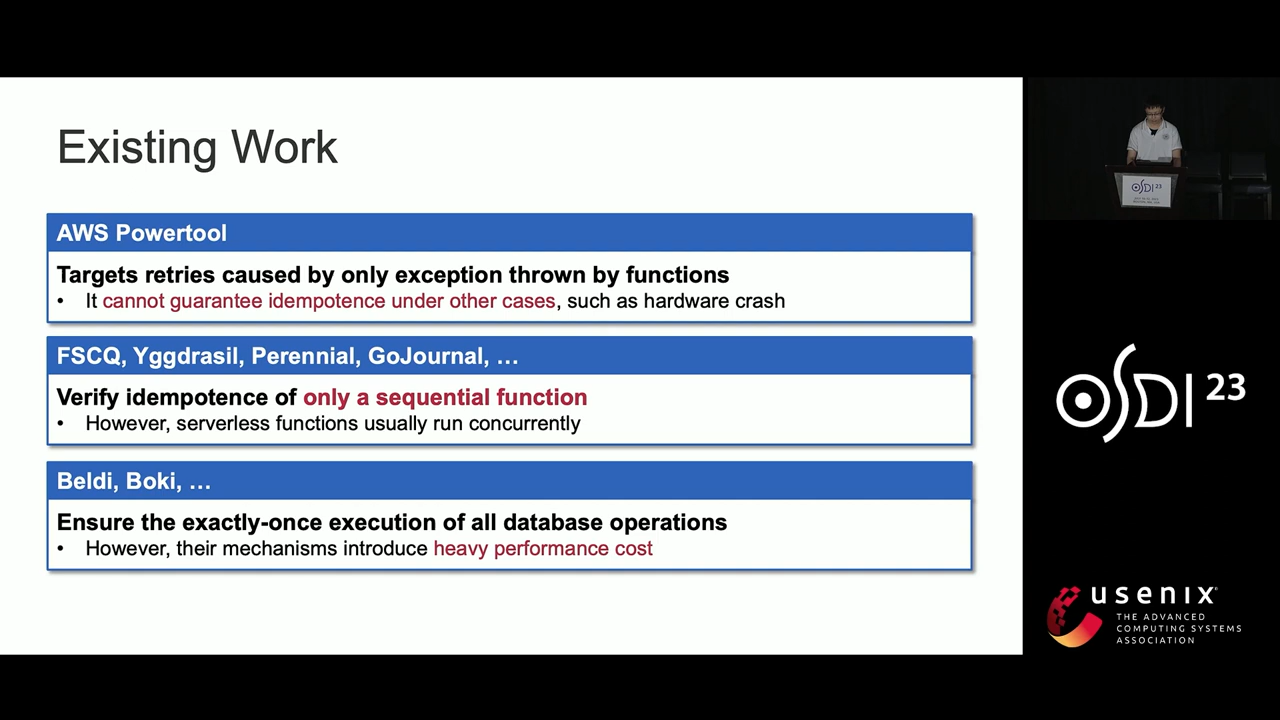 Existing Work
AWS Powertool
Targets retries caused by only exception thrown by functions
• It cannot guarantee idempotence under other cases, such as hardware crash
FSCQ, Yggdrasil, Perennial, GoJournal, …
Verify idempotence of only a sequential function
• However, serverless functions usually run concurrently
Beldi, Boki, …
Ensure the exactly-once execution of all database operations
• However, their mechanisms introduce heavy performance cost
OSDI 23
OSDI 23
usenix
THE ADVANCED
COMPUTING SYSTEMS
ASSOCIATION